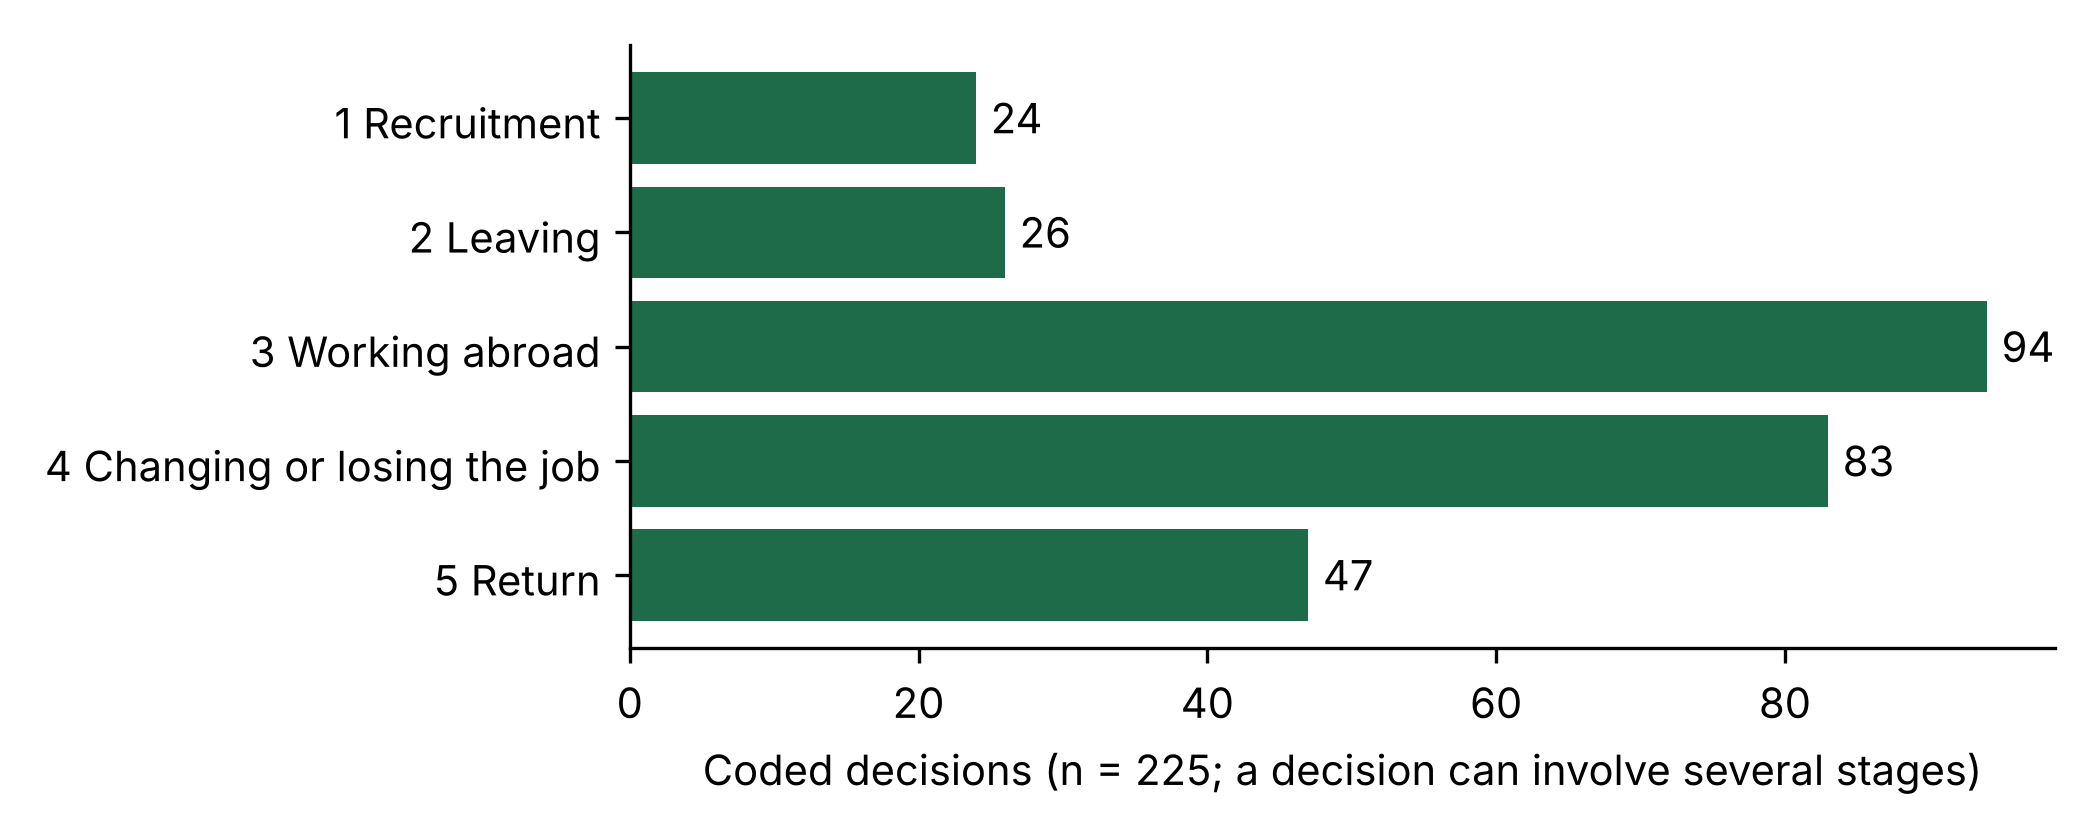 1 Recruitment 24
2 Leaving 26
3 Working abroad 94
4 Changing or losing the job 83
5 Return 47
0 20 40 60 80
Coded decisions (n = 225; a decision can involve several stages)